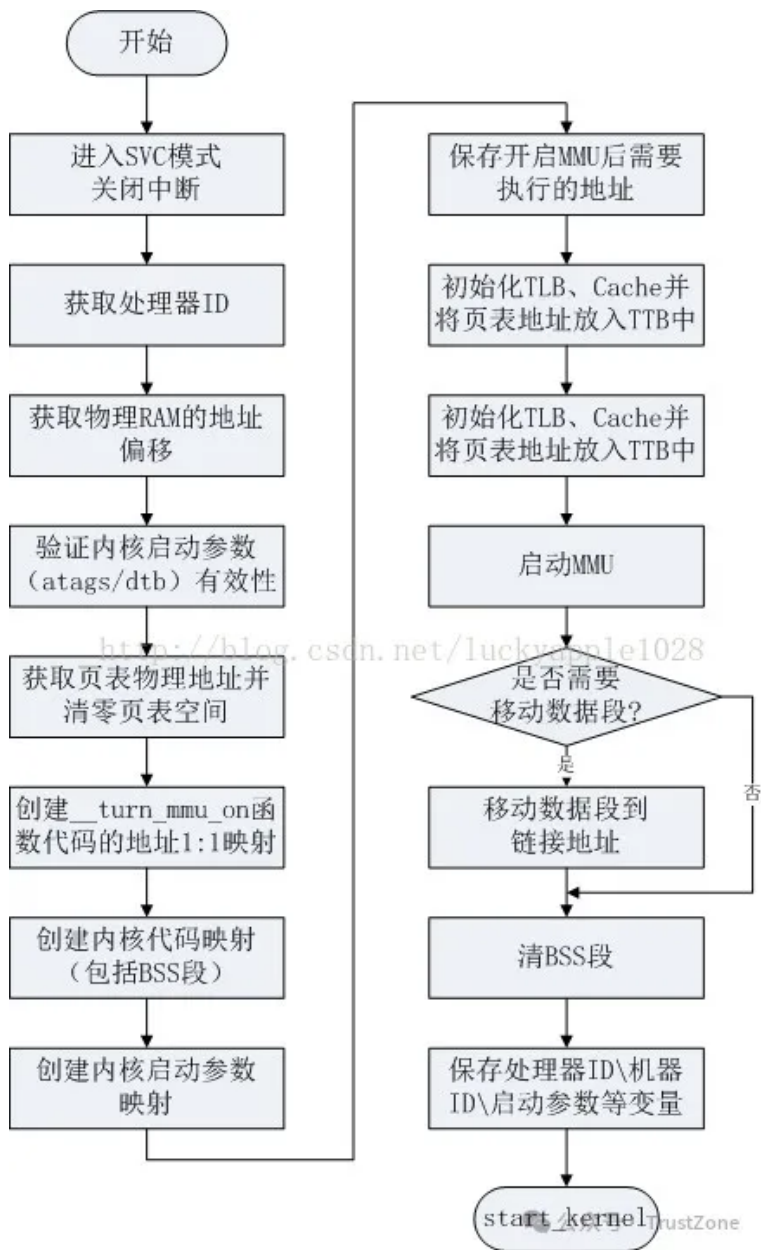 开始
进入SVC模式
关闭中断
获取处理器ID
获取物理RAM的地址
偏移
验证内核启动参数
（atags/dtb）有效性
获取页表物理地址并
清零页表空间
创建__turn_mmu_on函
数代码的地址1:1映射
创建内核代码映射
（包括BSS段）
创建内核启动参数
映射
保存开启MMU后需要
执行的地址
初始化TLB、Cache并
将页表地址放入TTB中
初始化TLB、Cache并
将页表地址放入TTB中
启动MMU
http://blog.csdn.net/luckyapple1028
是否需要
移动数据段?
是
否
移动数据段到
链接地址
清BSS段
保存处理器ID\机器
ID\启动参数等变量
start_kernel
公众号 TrustZone